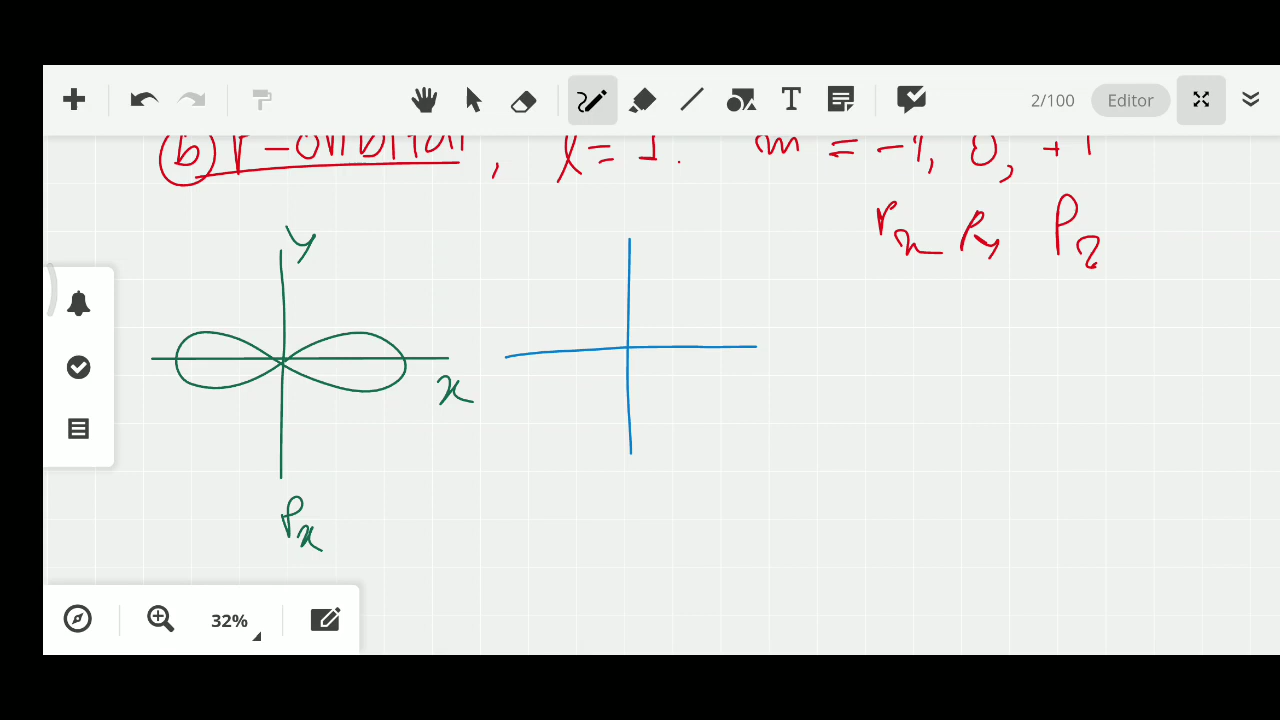 2/100 Editor
(b) P-orbital, l = 1. m = -1, 0, +1
Px Py Pz
y
x
Px
32%